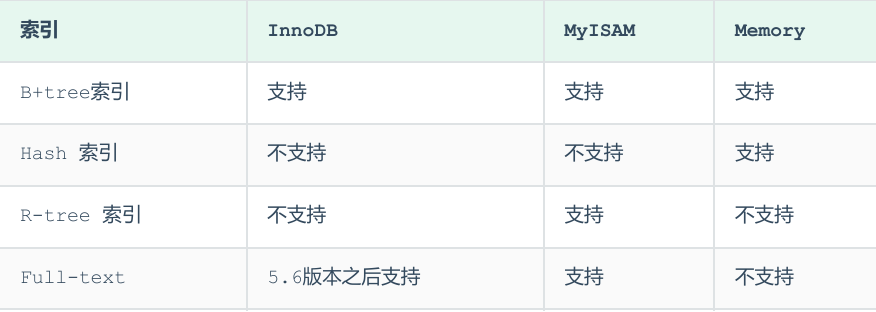 索引 InnoDB MyISAM Memory
B+tree索引 支持 支持 支持
Hash 索引 不支持 不支持 支持
R-tree 索引 不支持 支持 不支持
Full-text 5.6版本之后支持 支持 不支持